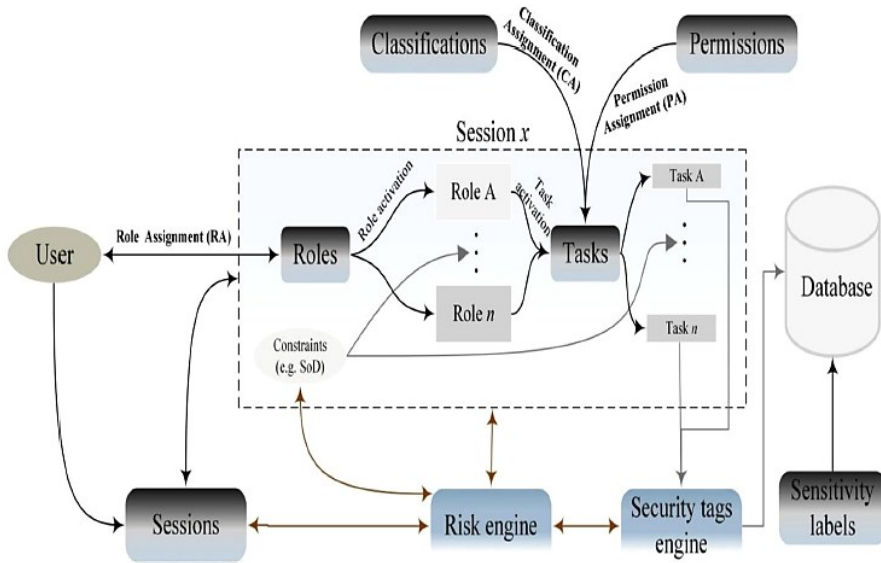 Classifications
Permissions
Classification
Assignment (CA)
Permission
Assignment (PA)
Session x
Role activation
Role A
Task
activation
Task A
User
Role Assignment (RA)
Roles
Tasks
Database
Role n
Task n
Constraints
(e.g. SoD)
Sessions
Risk engine
Security tags
engine
Sensitivity
labels